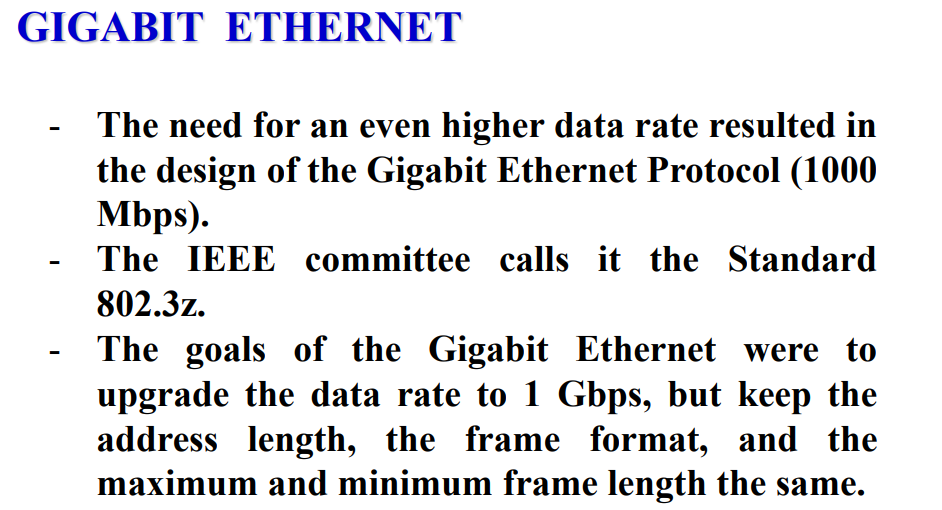 GIGABIT ETHERNET
- The need for an even higher data rate resulted in
the design of the Gigabit Ethernet Protocol (1000
Mbps).
- The IEEE committee calls it the Standard
802.3z.
- The goals of the Gigabit Ethernet were to
upgrade the data rate to 1 Gbps, but keep the
address length, the frame format, and the
maximum and minimum frame length the same.